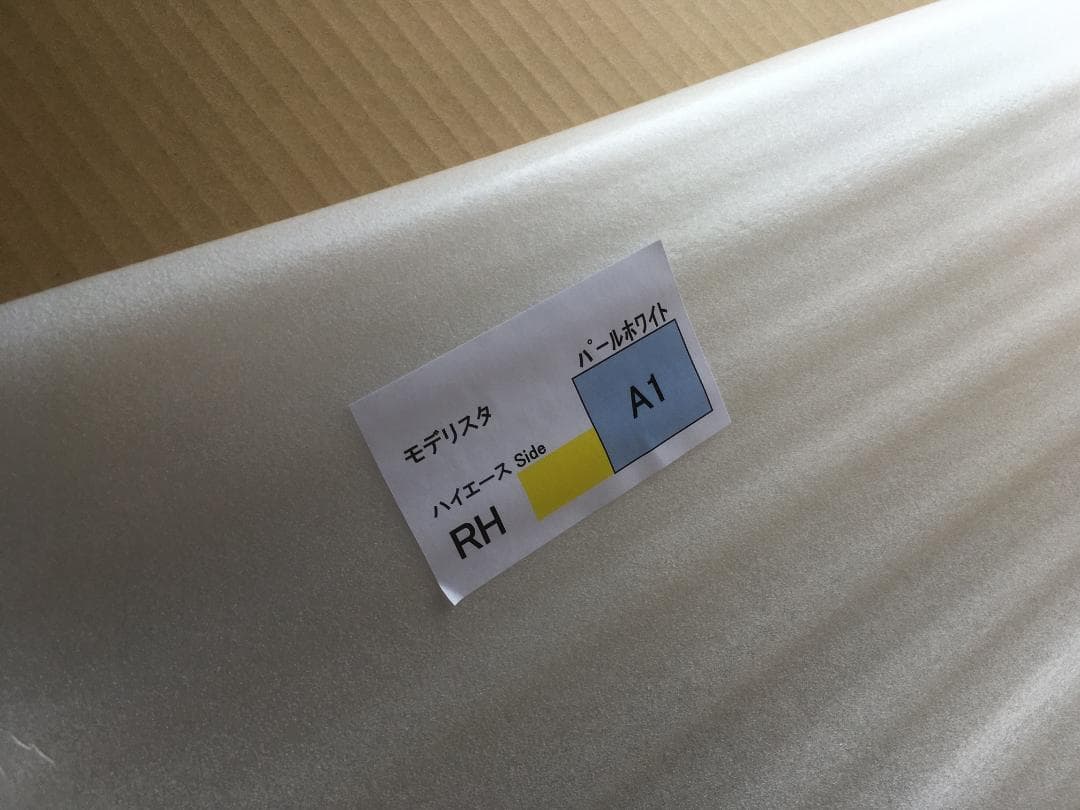 パールホワイト
A1
モデリスタ
ハイエース Side
RH